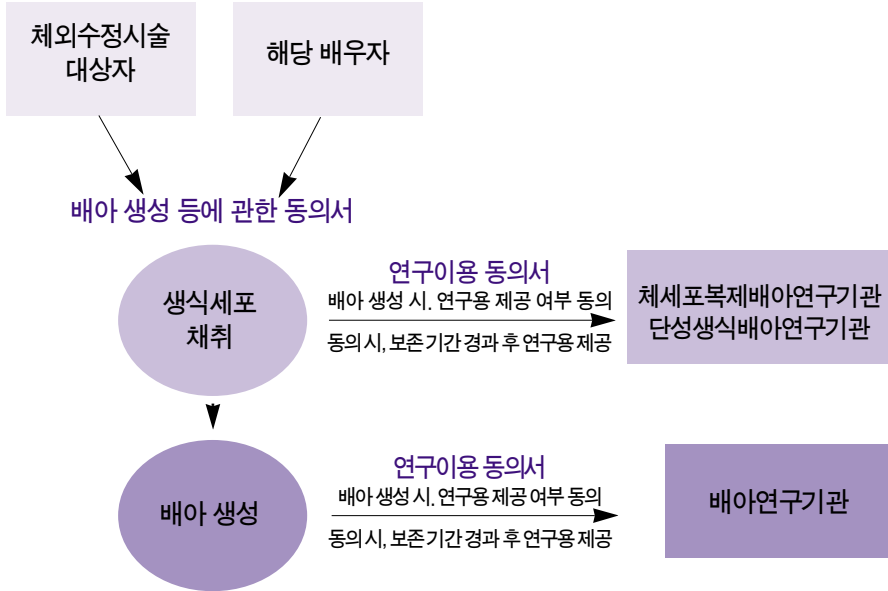 체외수정시술
대상자
해당 배우자
배아 생성 등에 관한 동의서
생식세포
채취
연구이용 동의서
배아 생성 시. 연구용 제공 여부 동의
동의 시, 보존 기간 경과 후 연구용 제공
체세포복제배아연구기관
단성생식배아연구기관
배아 생성
연구이용 동의서
배아 생성 시. 연구용 제공 여부 동의
동의 시, 보존 기간 경과 후 연구용 제공
배아연구기관